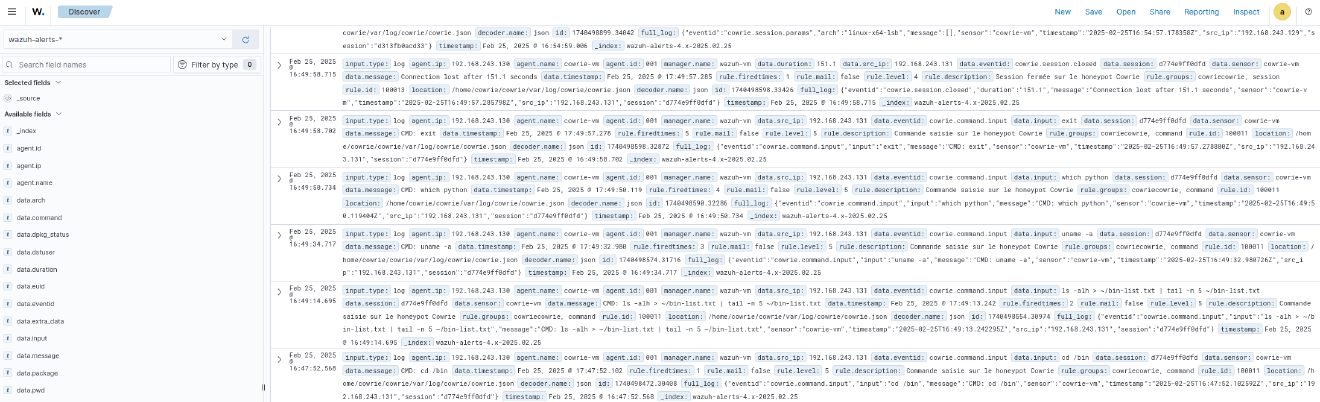 W. Discover New Save Open Share Reporting Inspect a
wazuh-alerts-*
Search field names Filter by type 0
Selected fields
_source
Available fields
t _index
t agent.id
t agent.ip
t agent.name
t data.arch
t data.command
t data.dpkg_status
t data.dstuser
t data.duration
t data.euid
t data.eventid
t data.extra_data
t data.input
t data.message
t data.package
t data.pwd
cowrie/var/log/cowrie/cowrie.json decoder.name: json id: 1740498899.34042 full_log: {"eventid":"cowrie.session.params","arch":"linux-x64-lsb","message":[],"sensor":"cowrie-vm","timestamp":"2025-02-25T16:54:57.178358Z","src_ip":"192.168.243.129","s
ession":"d313fb0acd33"} timestamp: Feb 25, 2025 @ 16:54:59.006 _index: wazuh-alerts-4.x-2025.02.25
Feb 25, 2025
@
16:49:58.715
input.type: log agent.ip: 192.168.243.130 agent.name: cowrie-vm agent.id: 001 manager.name: wazuh-vm data.duration: 151.1 data.src_ip: 192.168.243.131 data.eventid: cowrie.session.closed data.session: d774e9ff0dfd data.sensor: cowrie-vm
data.message: Connection lost after 151.1 seconds data.timestamp: Feb 25, 2025 @ 17:49:57.285 rule.firedtimes: 1 rule.mail: false rule.level: 4 rule.description: Session fermée sur le honeypot Cowrie rule.groups: cowriecowrie, session
rule.id: 100013 location: /home/cowrie/cowrie/var/log/cowrie/cowrie.json decoder.name: json id: 1740498598.33426 full_log: {"eventid":"cowrie.session.closed","duration":"151.1","message":"Connection lost after 151.1 seconds","sensor":"cowrie-v
m","timestamp":"2025-02-25T16:49:57.285798Z","src_ip":"192.168.243.131","session":"d774e9ff0dfd"} timestamp: Feb 25, 2025 @ 16:49:58.715 _index: wazuh-alerts-4.x-2025.02.25
Feb 25, 2025
@
16:49:58.702
input.type: log agent.ip: 192.168.243.130 agent.name: cowrie-vm agent.id: 001 manager.name: wazuh-vm data.src_ip: 192.168.243.131 data.eventid: cowrie.command.input data.input: exit data.session: d774e9ff0dfd data.sensor: cowrie-vm
data.message: CMD: exit data.timestamp: Feb 25, 2025 @ 17:49:57.278 rule.firedtimes: 5 rule.mail: false rule.level: 5 rule.description: Commande saisie sur le honeypot Cowrie rule.groups: cowriecowrie, command rule.id: 100011 location: /hom
e/cowrie/cowrie/var/log/cowrie/cowrie.json decoder.name: json id: 1740498598.32872 full_log: {"eventid":"cowrie.command.input","input":"exit","message":"CMD: exit","sensor":"cowrie-vm","timestamp":"2025-02-25T16:49:57.278080Z","src_ip":"192.168.24
3.131","session":"d774e9ff0dfd"} timestamp: Feb 25, 2025 @ 16:49:58.702 _index: wazuh-alerts-4.x-2025.02.25
Feb 25, 2025
@
16:49:50.734
input.type: log agent.ip: 192.168.243.130 agent.name: cowrie-vm agent.id: 001 manager.name: wazuh-vm data.src_ip: 192.168.243.131 data.eventid: cowrie.command.input data.input: which python data.session: d774e9ff0dfd data.sensor: cowrie-vm
data.message: CMD: which python data.timestamp: Feb 25, 2025 @ 17:49:50.119 rule.firedtimes: 4 rule.mail: false rule.level: 5 rule.description: Commande saisie sur le honeypot Cowrie rule.groups: cowriecowrie, command rule.id: 100011
location: /home/cowrie/cowrie/var/log/cowrie/cowrie.json decoder.name: json id: 1740498590.32286 full_log: {"eventid":"cowrie.command.input","input":"which python","message":"CMD: which python","sensor":"cowrie-vm","timestamp":"2025-02-25T16:49:5
0.119404Z","src_ip":"192.168.243.131","session":"d774e9ff0dfd"} timestamp: Feb 25, 2025 @ 16:49:50.734 _index: wazuh-alerts-4.x-2025.02.25
Feb 25, 2025
@
16:49:34.717
input.type: log agent.ip: 192.168.243.130 agent.name: cowrie-vm agent.id: 001 manager.name: wazuh-vm data.src_ip: 192.168.243.131 data.eventid: cowrie.command.input data.input: uname -a data.session: d774e9ff0dfd data.sensor: cowrie-vm
data.message: CMD: uname -a data.timestamp: Feb 25, 2025 @ 17:49:32.980 rule.firedtimes: 3 rule.mail: false rule.level: 5 rule.description: Commande saisie sur le honeypot Cowrie rule.groups: cowriecowrie, command rule.id: 100011 location: /
home/cowrie/cowrie/var/log/cowrie/cowrie.json decoder.name: json id: 1740498574.31716 full_log: {"eventid":"cowrie.command.input","input":"uname -a","message":"CMD: uname -a","sensor":"cowrie-vm","timestamp":"2025-02-25T16:49:32.980726Z","src_i
p":"192.168.243.131","session":"d774e9ff0dfd"} timestamp: Feb 25, 2025 @ 16:49:34.717 _index: wazuh-alerts-4.x-2025.02.25
Feb 25, 2025
@
16:49:14.695
input.type: log agent.ip: 192.168.243.130 agent.name: cowrie-vm agent.id: 001 manager.name: wazuh-vm data.src_ip: 192.168.243.131 data.eventid: cowrie.command.input data.input: ls -alh > ~/bin-list.txt | tail -n 5 ~/bin-list.txt
data.session: d774e9ff0dfd data.sensor: cowrie-vm data.message: CMD: ls -alh > ~/bin-list.txt | tail -n 5 ~/bin-list.txt data.timestamp: Feb 25, 2025 @ 17:49:13.242 rule.firedtimes: 2 rule.mail: false rule.level: 5 rule.description: Commande
saisie sur le honeypot Cowrie rule.groups: cowriecowrie, command rule.id: 100011 location: /home/cowrie/cowrie/var/log/cowrie/cowrie.json decoder.name: json id: 1740498554.30974 full_log: {"eventid":"cowrie.command.input","input":"ls -alh > ~/b
in-list.txt | tail -n 5 ~/bin-list.txt","message":"CMD: ls -alh > ~/bin-list.txt | tail -n 5 ~/bin-list.txt","sensor":"cowrie-vm","timestamp":"2025-02-25T16:49:13.242295Z","src_ip":"192.168.243.131","session":"d774e9ff0dfd"} timestamp: Feb 25, 2025
@ 16:49:14.695 _index: wazuh-alerts-4.x-2025.02.25
Feb 25, 2025
@
16:47:52.568
input.type: log agent.ip: 192.168.243.130 agent.name: cowrie-vm agent.id: 001 manager.name: wazuh-vm data.src_ip: 192.168.243.131 data.eventid: cowrie.command.input data.input: cd /bin data.session: d774e9ff0dfd data.sensor: cowrie-vm
data.message: CMD: cd /bin data.timestamp: Feb 25, 2025 @ 17:47:52.102 rule.firedtimes: 1 rule.mail: false rule.level: 5 rule.description: Commande saisie sur le honeypot Cowrie rule.groups: cowriecowrie, command rule.id: 100011 location: /h
ome/cowrie/cowrie/var/log/cowrie/cowrie.json decoder.name: json id: 1740498472.30408 full_log: {"eventid":"cowrie.command.input","input":"cd /bin","message":"CMD: cd /bin","sensor":"cowrie-vm","timestamp":"2025-02-25T16:47:52.102592Z","src_ip":"19
2.168.243.131","session":"d774e9ff0dfd"} timestamp: Feb 25, 2025 @ 16:47:52.568 _index: wazuh-alerts-4.x-2025.02.25